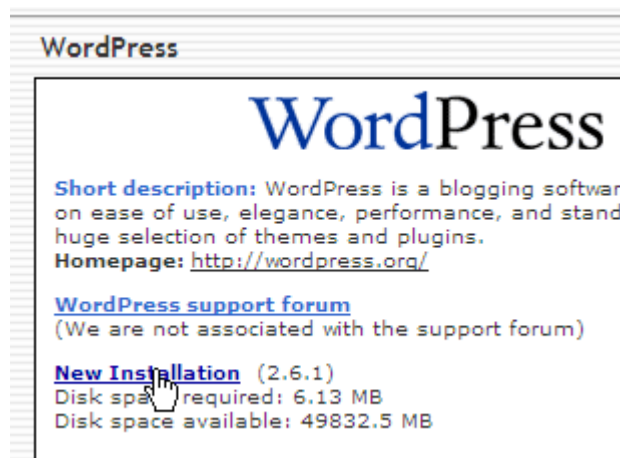 WordPress
WordPress
Short description: WordPress is a blogging softwar
on ease of use, elegance, performance, and stand
huge selection of themes and plugins.
Homepage: http://wordpress.org/
WordPress support forum
(We are not associated with the support forum)
New Installation (2.6.1)
Disk space required: 6.13 MB
Disk space available: 49832.5 MB